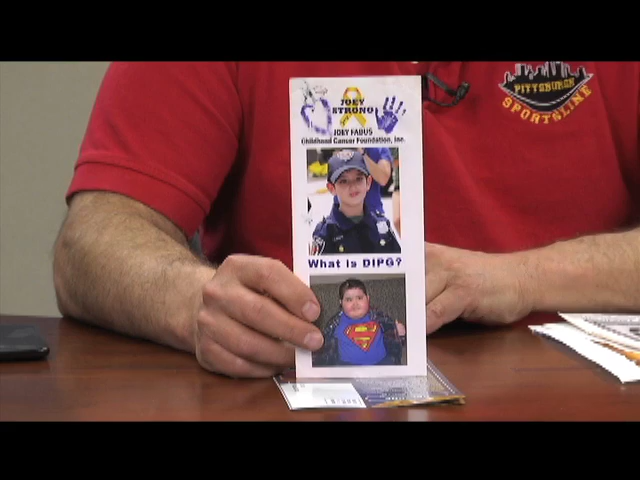 JOEY
STRONG
JOEY FABUS
Childhood Cancer Foundation, Inc.
What is DIPG?
PITTSBURGH
SPORTSLINE